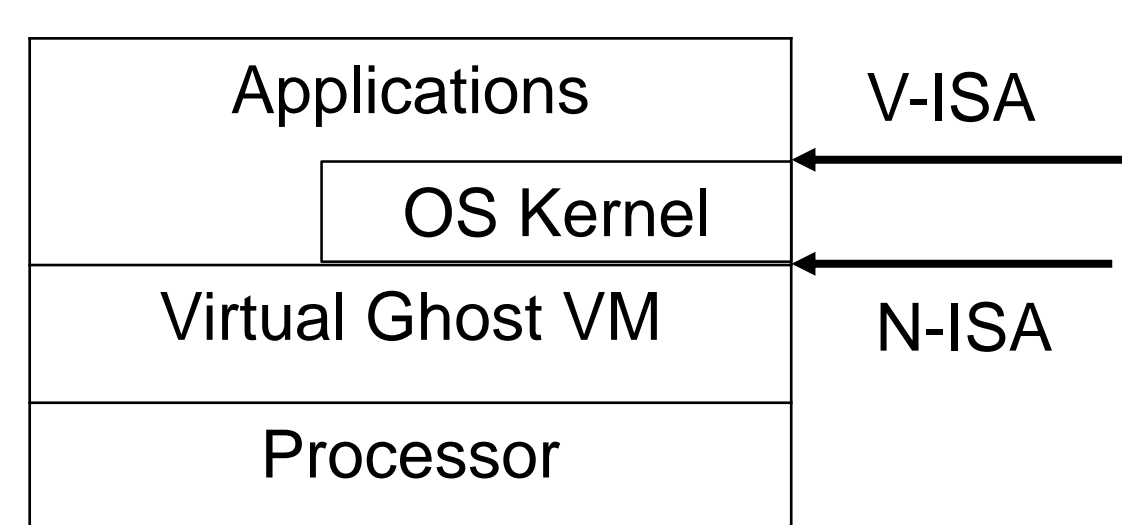 Applications
V-ISA
OS Kernel
Virtual Ghost VM
N-ISA
Processor